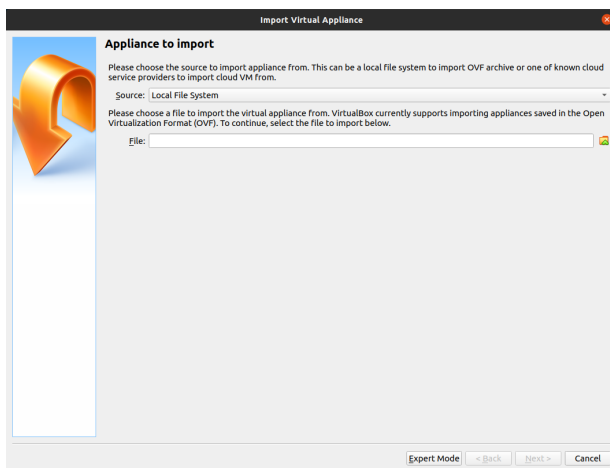 Import Virtual Appliance
Appliance to import
Please choose the source to import appliance from. This can be a local file system to import OVF archive or one of known cloud
service providers to import cloud VM from.
Source: Local File System
Please choose a file to import the virtual appliance from. VirtualBox currently supports importing appliances saved in the Open
Virtualization Format (OVF). To continue, select the file to import below.
File:
Expert Mode < Back Next > Cancel